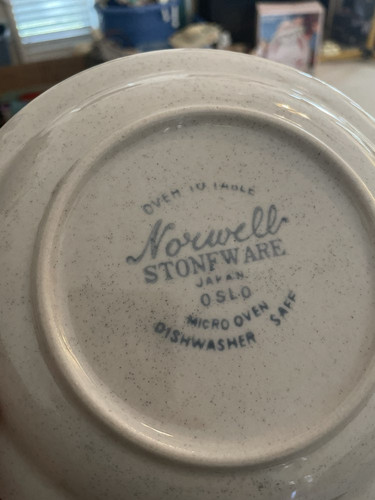 OVEN TO TABLE
Norwell
STONEWARE
JAPAN
OSLO
MICRO OVEN
DISHWASHER SAFE